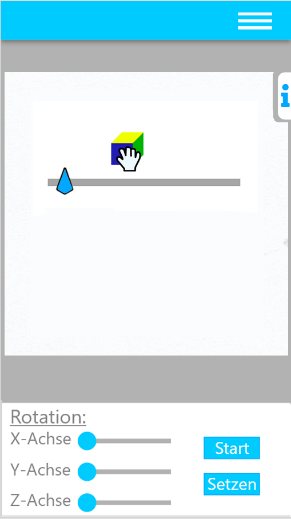 i
Rotation:
X-Achse
Start
Y-Achse
Setzen
Z-Achse